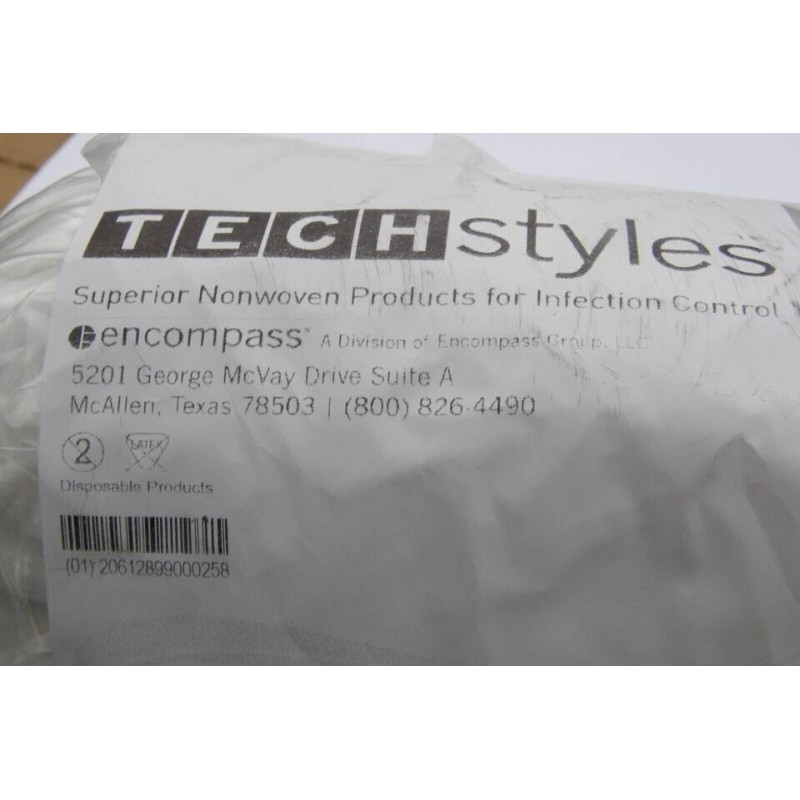 TECHstyles
Superior Nonwoven Products for Infection Control
encompass® A Division of Encompass Group, LLC
5201 George McVay Drive Suite A
McAllen, Texas 78503 | (800) 826-4490
2 LATEX
Disposable Products
(01) 20612899000258